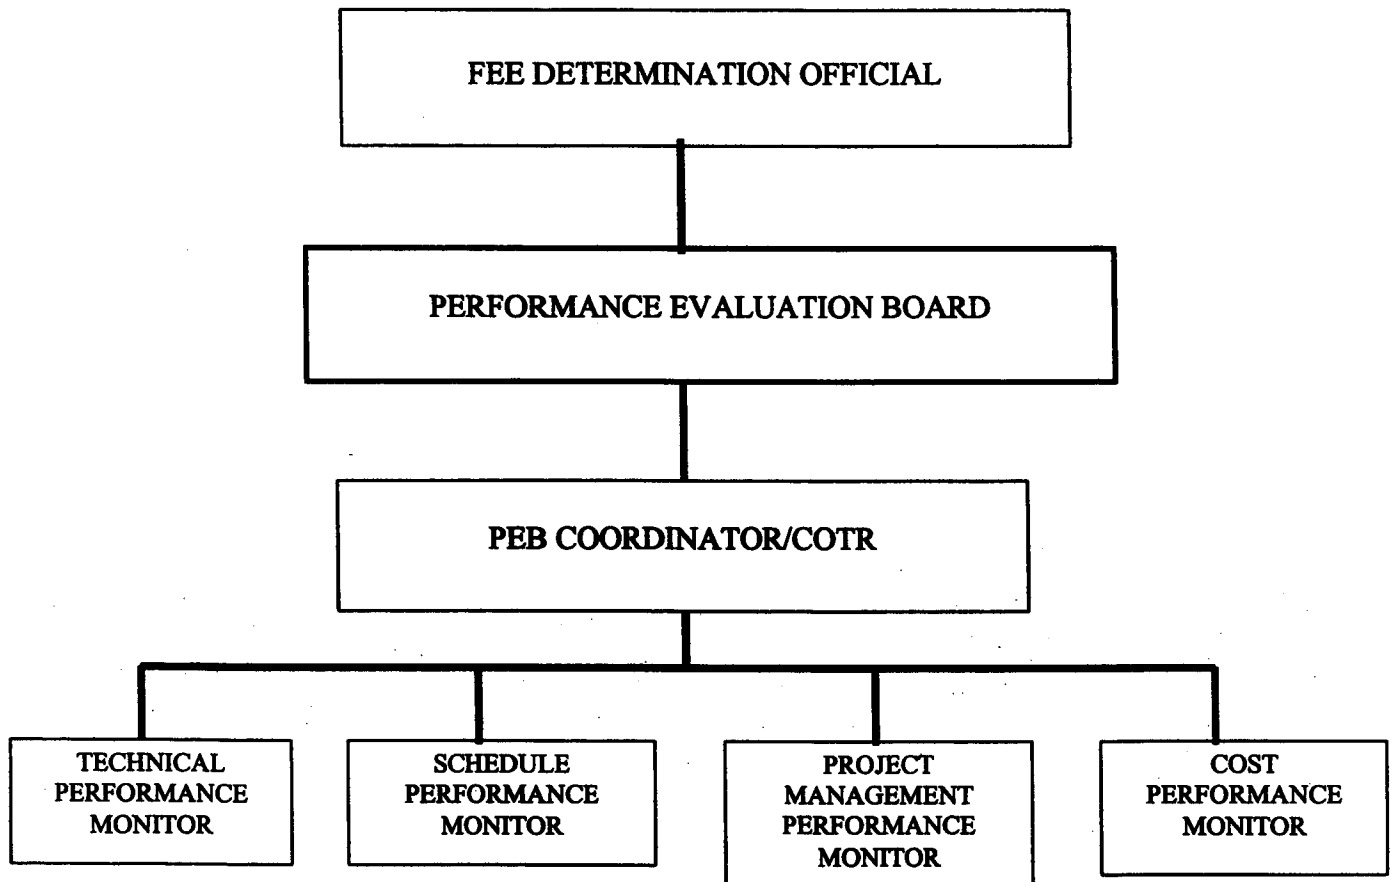 FEE DETERMINATION OFFICIAL
PERFORMANCE EVALUATION BOARD
PEB COORDINATOR/COTR
TECHNICAL
PERFORMANCE
MONITOR
SCHEDULE
PERFORMANCE
MONITOR
PROJECT
MANAGEMENT
PERFORMANCE
MONITOR
COST
PERFORMANCE
MONITOR